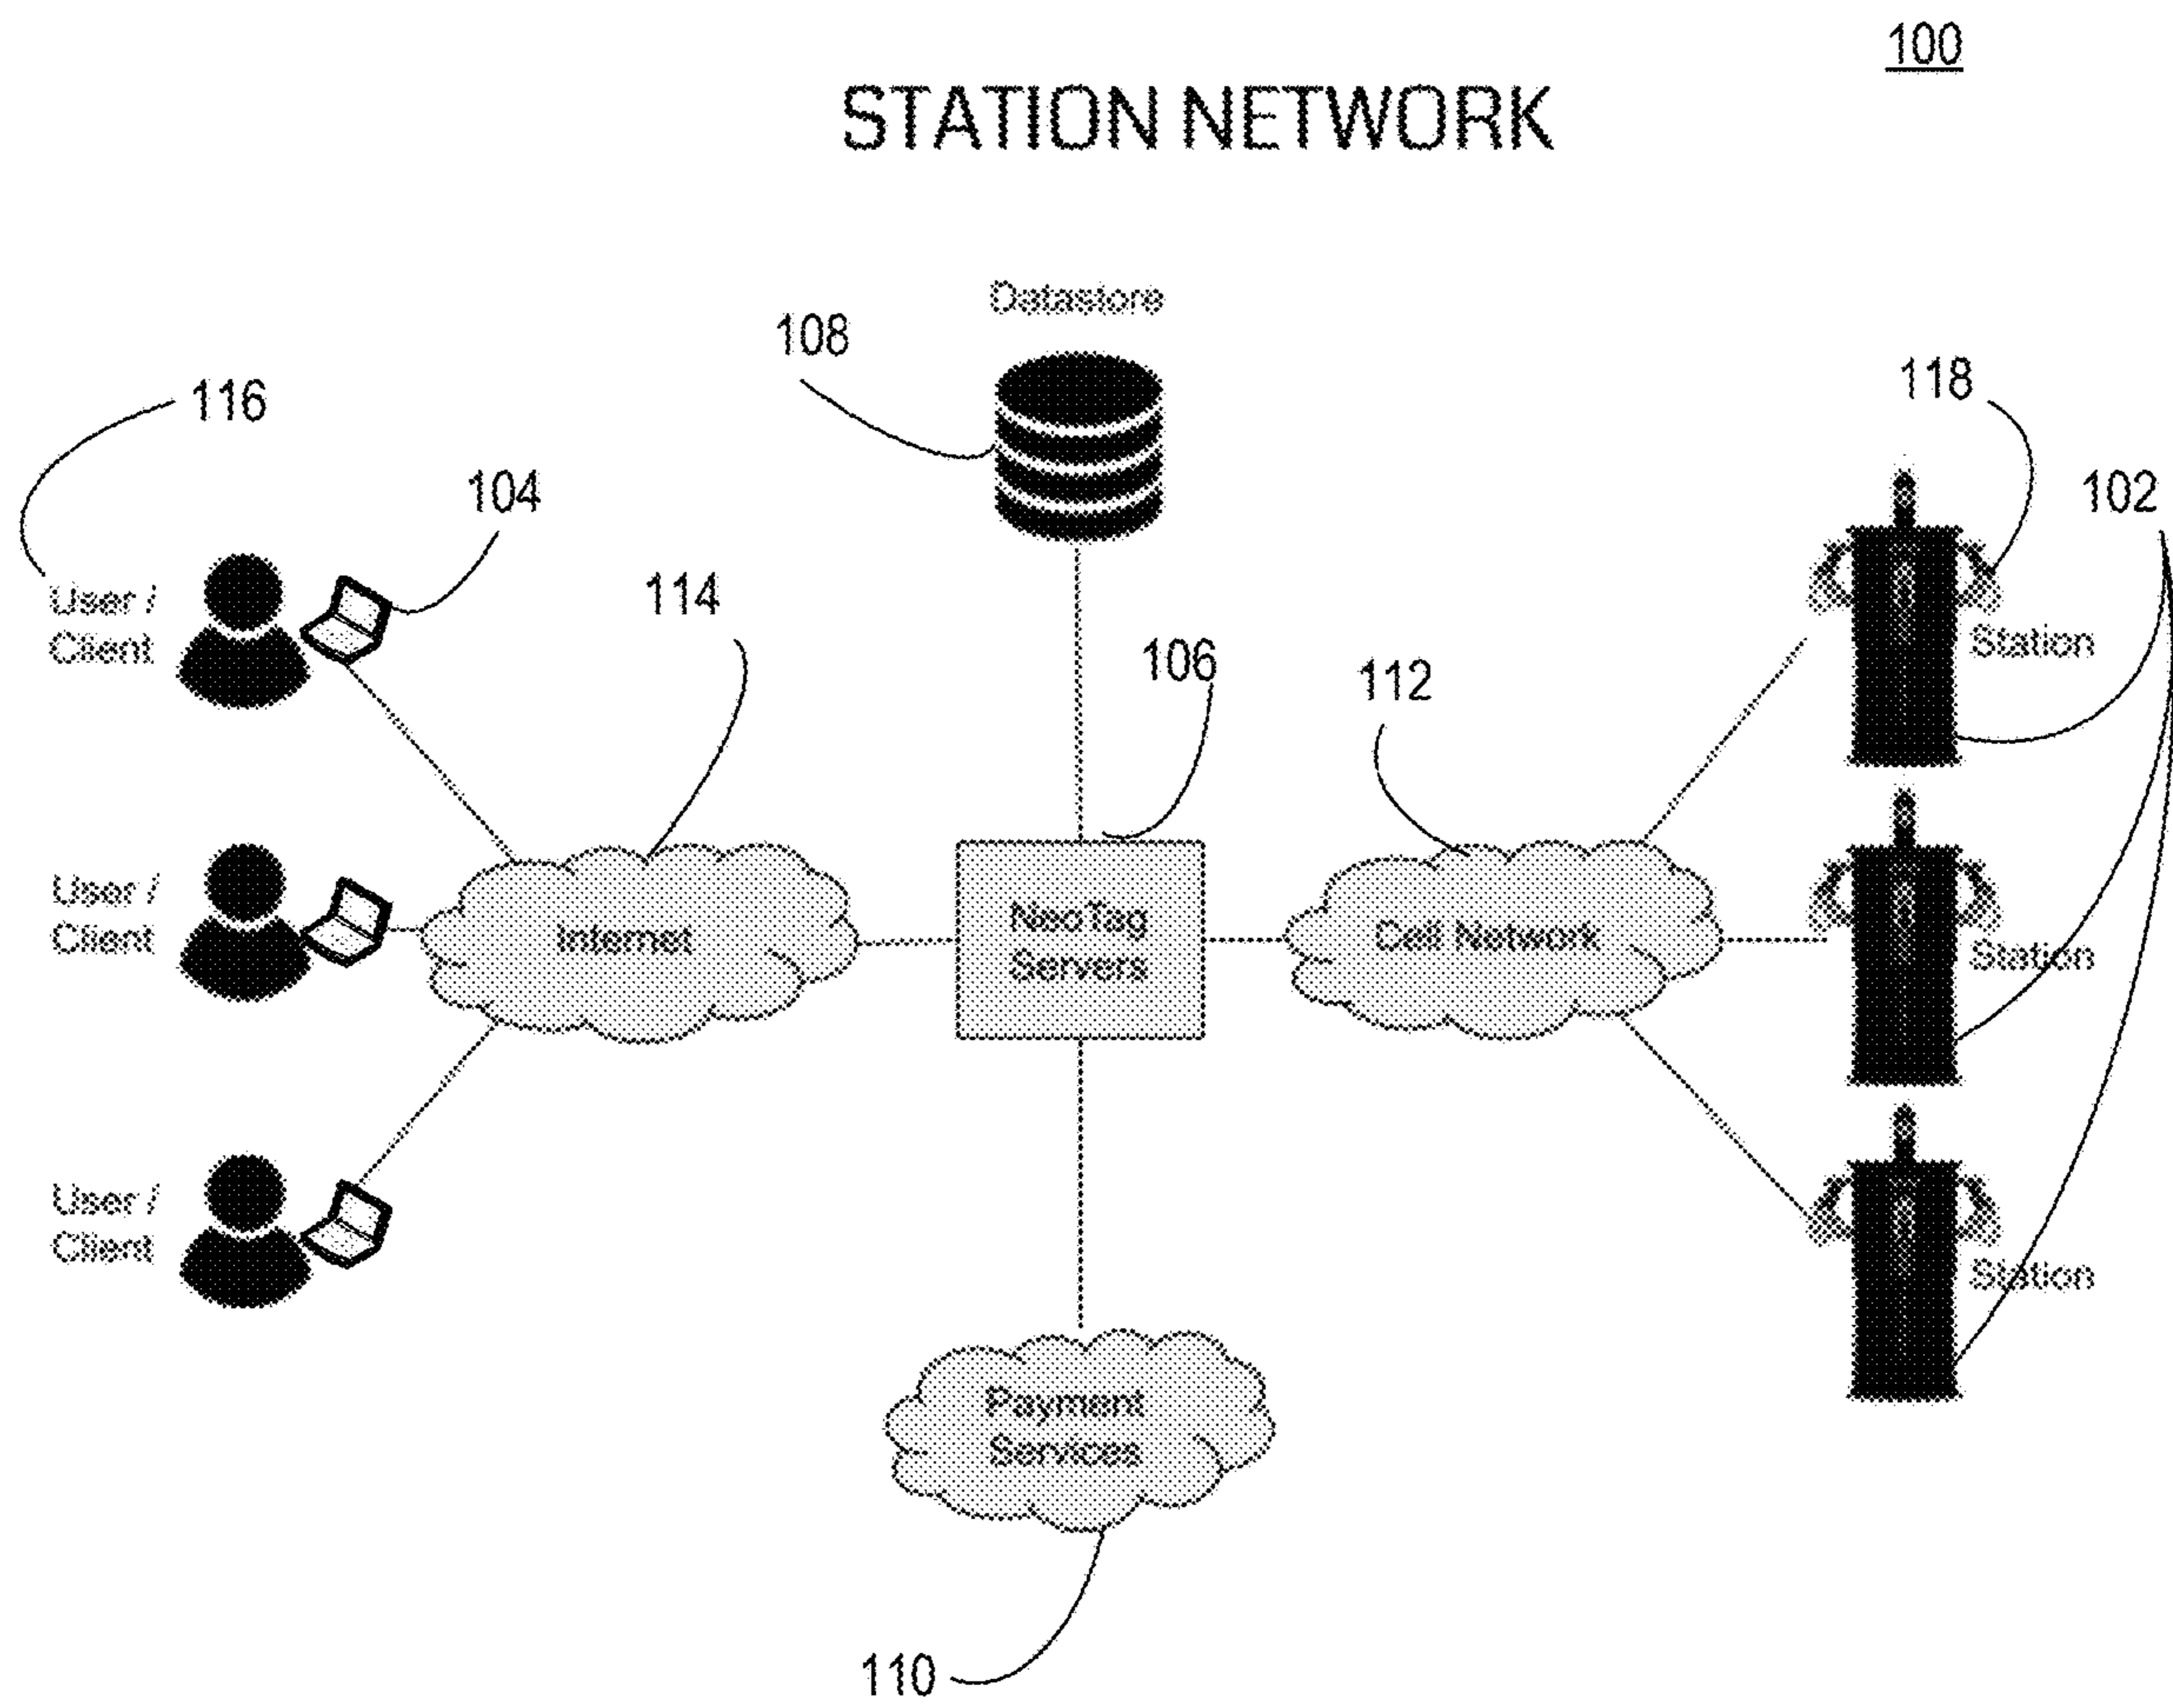 100
STATION NETWORK
Datastore
108
118
116
104
102
114
User /
Client
106
112
Station
User /
Client
Internet
NeoTag
Servers
Cell Network
Station
User /
Client
Station
Payment
Services
110